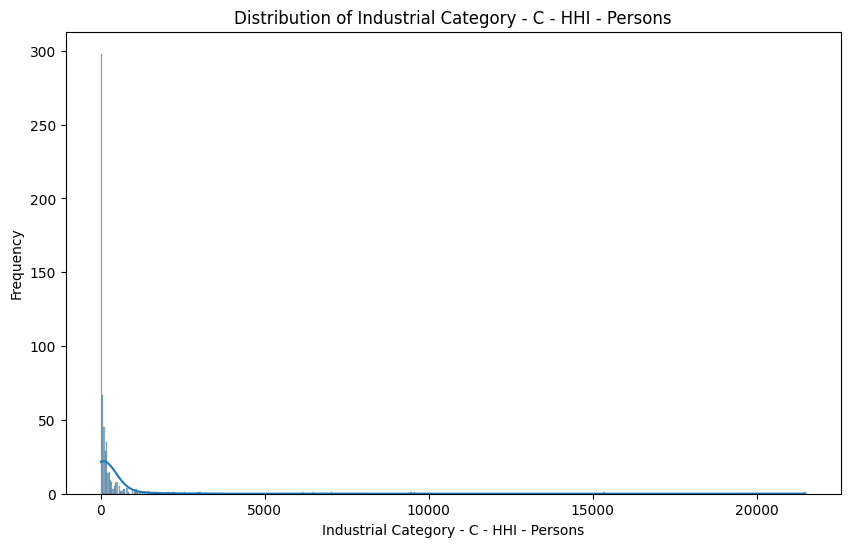 Distribution of Industrial Category - C - HHI - Persons
300
250
200
150
100
50
0
Frequency
0 5000 10000 15000 20000
Industrial Category - C - HHI - Persons